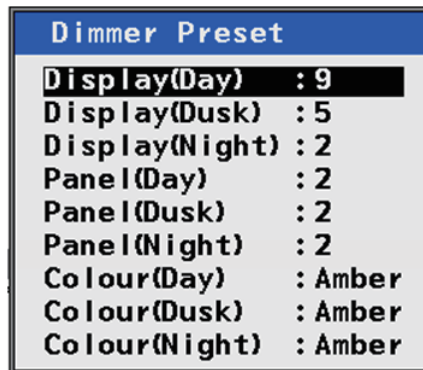 Dimmer Preset
Display(Day) :9
Display(Dusk) :5
Display(Night) :2
Panel(Day) :2
Panel(Dusk) :2
Panel(Night) :2
Colour(Day) :Amber
Colour(Dusk) :Amber
Colour(Night) :Amber